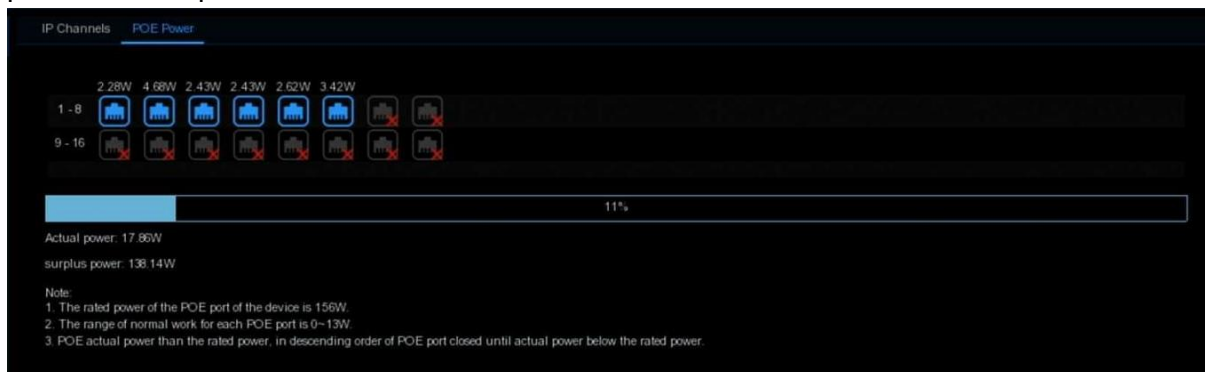 IP Channels POE Power
2.28W 4.68W 2.43W 2.43W 2.62W 3.42W
1 - 8
9 - 16
11%
Actual power: 17.86W
surplus power: 138.14W
Note:
1. The rated power of the POE port of the device is 156W.
2. The range of normal work for each POE port is 0~13W.
3. POE actual power than the rated power, in descending order of POE port closed until actual power below the rated power.